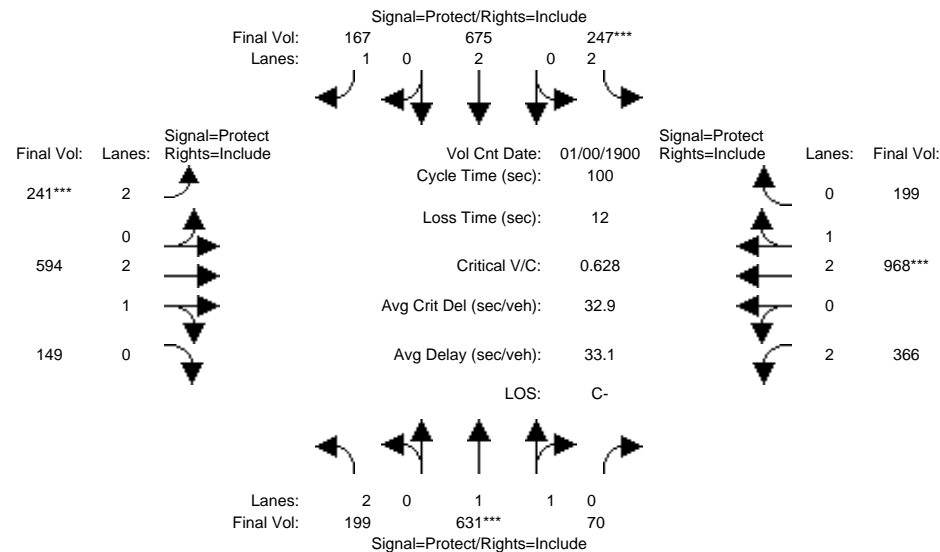 Signal=Protect/Rights=Include
Final Vol: 167 675 247***
Lanes: 1 0 2 0 2
Signal=Protect
Final Vol: Lanes: Rights=Include
Vol Cnt Date: 01/00/1900
Signal=Protect
Rights=Include Lanes: Final Vol:
Cycle Time (sec): 100
241*** 2
0 199
Loss Time (sec): 12
0
1
594 2
Critical V/C: 0.628
2 968***
1
Avg Crit Del (sec/veh): 32.9
0
149 0
Avg Delay (sec/veh): 33.1
2 366
LOS: C-
Lanes: 2 0 1 1 0
Final Vol: 199 631*** 70
Signal=Protect/Rights=Include